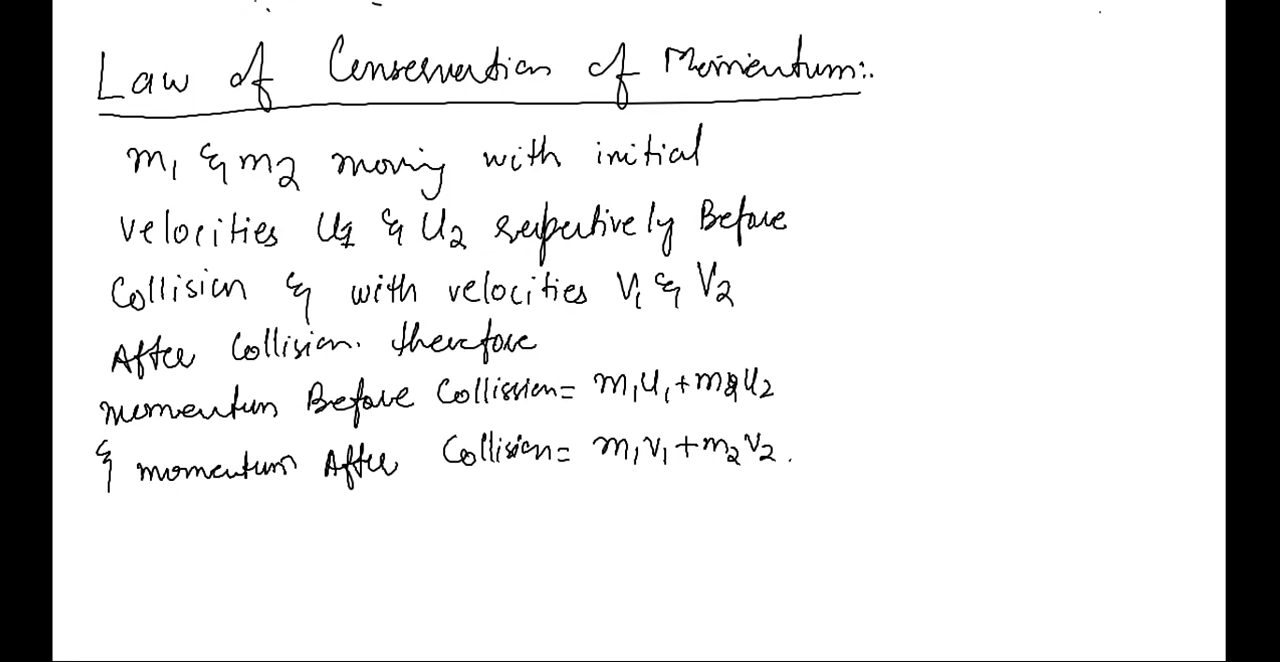 Law of Conservation of Momentum:.
m1 & m2 moving with initial
velocities U1 & U2 respectively Before
Collision & with velocities V1 & V2
After Collision. therefore
momentum Before Collission= m1U1+m2U2
& momentum After Collision= m1V1+m2V2.